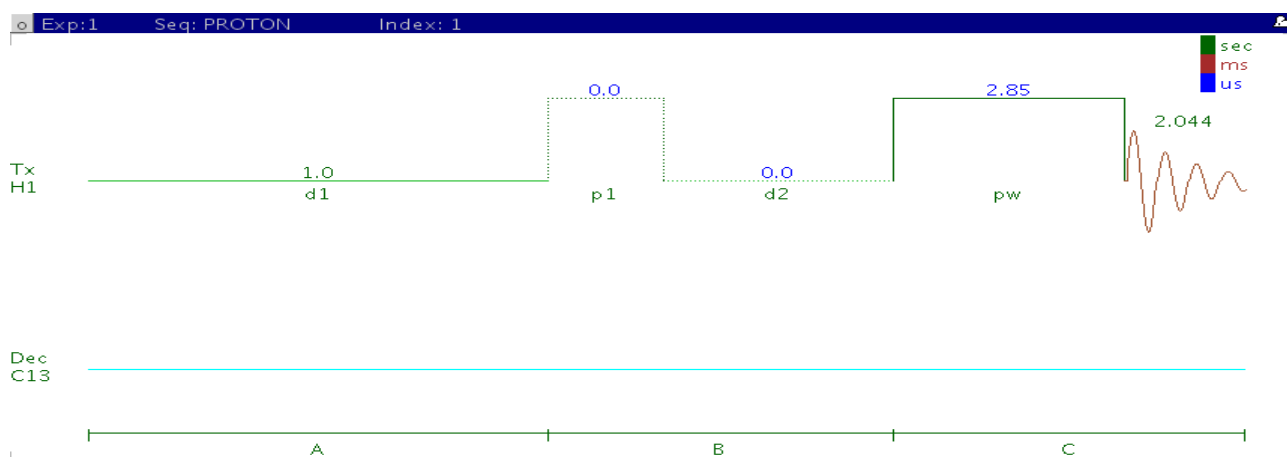 o Exp:1 Seq: PROTON Index: 1
sec
ms
us
0.0 2.85
2.044
Tx
H1
1.0 0.0
d1 p1 d2 pw
Dec
C13
A B C